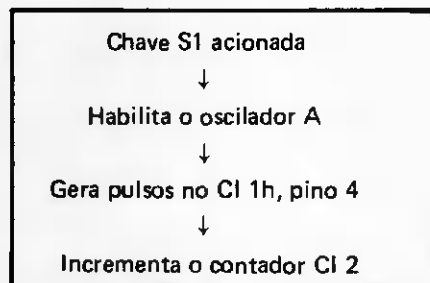 Chave S1 acionada
↓
Habilita o oscilador A
↓
Gera pulsos no CI 1h, pino 4
↓
Incrementa o contador CI 2